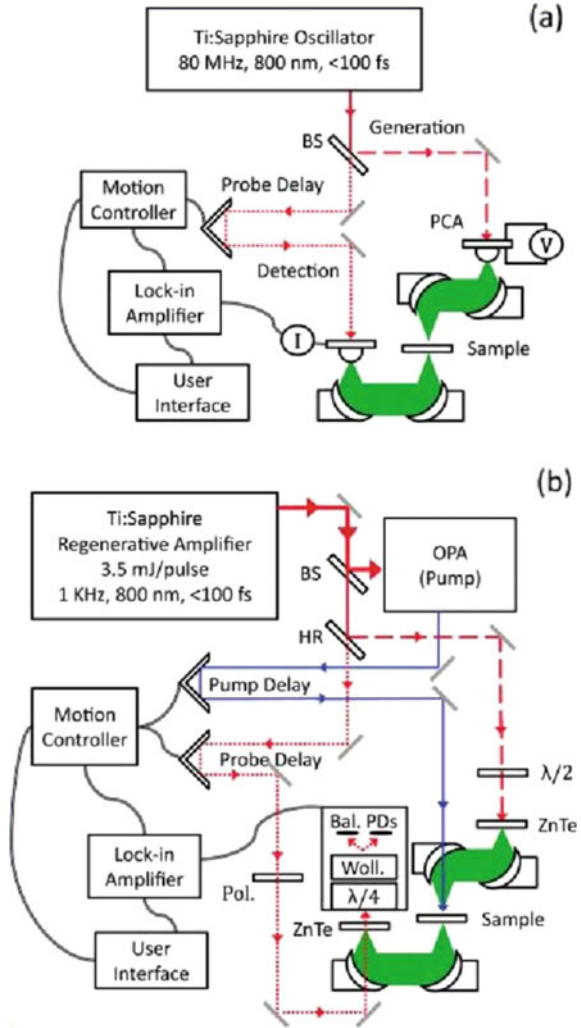 (a)
Ti:Sapphire Oscillator
80 MHz, 800 nm, <100 fs
BS
Generation
Probe Delay
Motion
Controller
PCA
V
Detection
Lock-in
Amplifier
I
Sample
User
Interface
(b)
Ti:Sapphire
Regenerative Amplifier
3.5 mJ/pulse
1 KHz, 800 nm, <100 fs
OPA
(Pump)
BS
HR
Pump Delay
Motion
Controller
Probe Delay
λ/2
Bal. PDs
ZnTe
Lock-in
Amplifier
Woll.
Pol.
λ/4
ZnTe
Sample
User
Interface